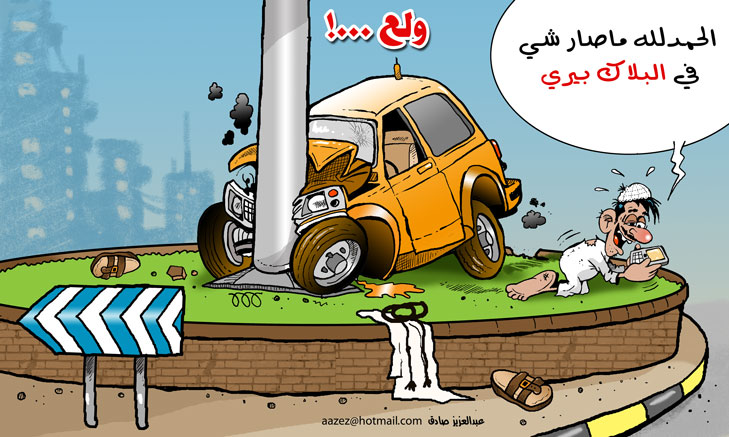 ولع ...!
الحمدلله ماصار شي
في البلاك بيري
عبدالعزيز صادق aazez@hotmail.com